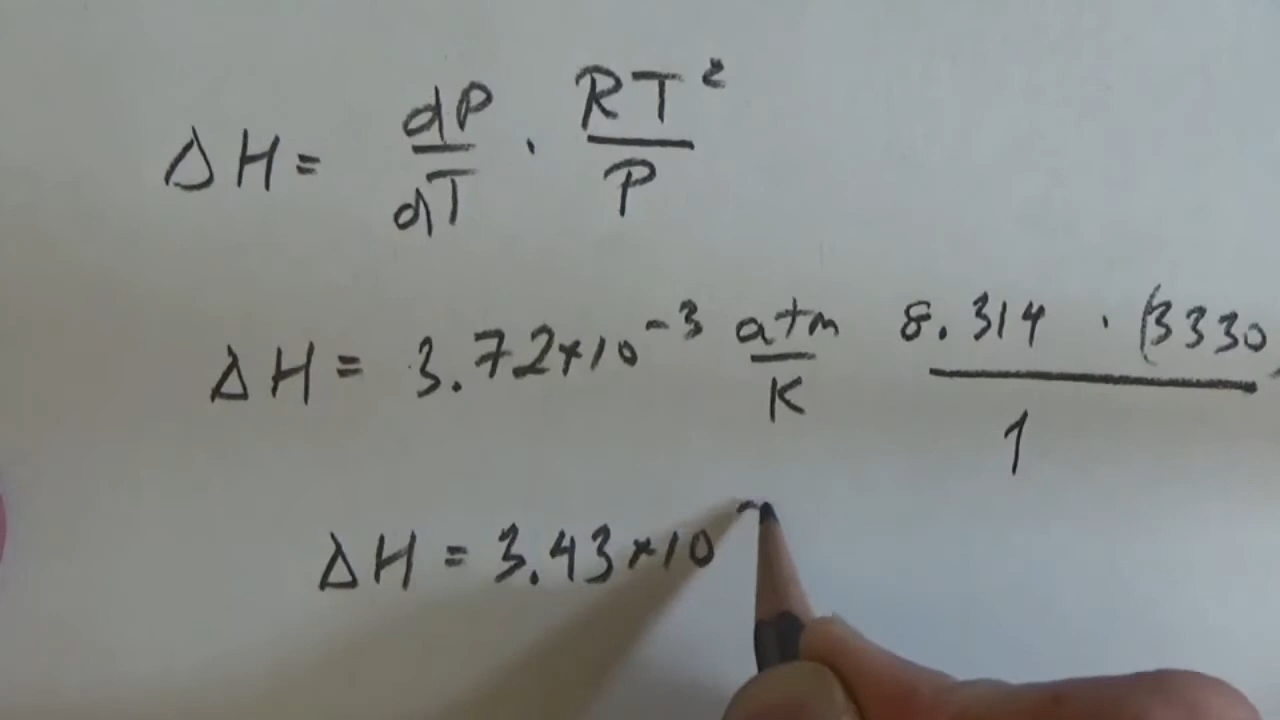 ΔH = dP/dT · RT²/P
ΔH = 3.72×10⁻³ atm/K 8.314 · (3330/1
ΔH = 3.43×10